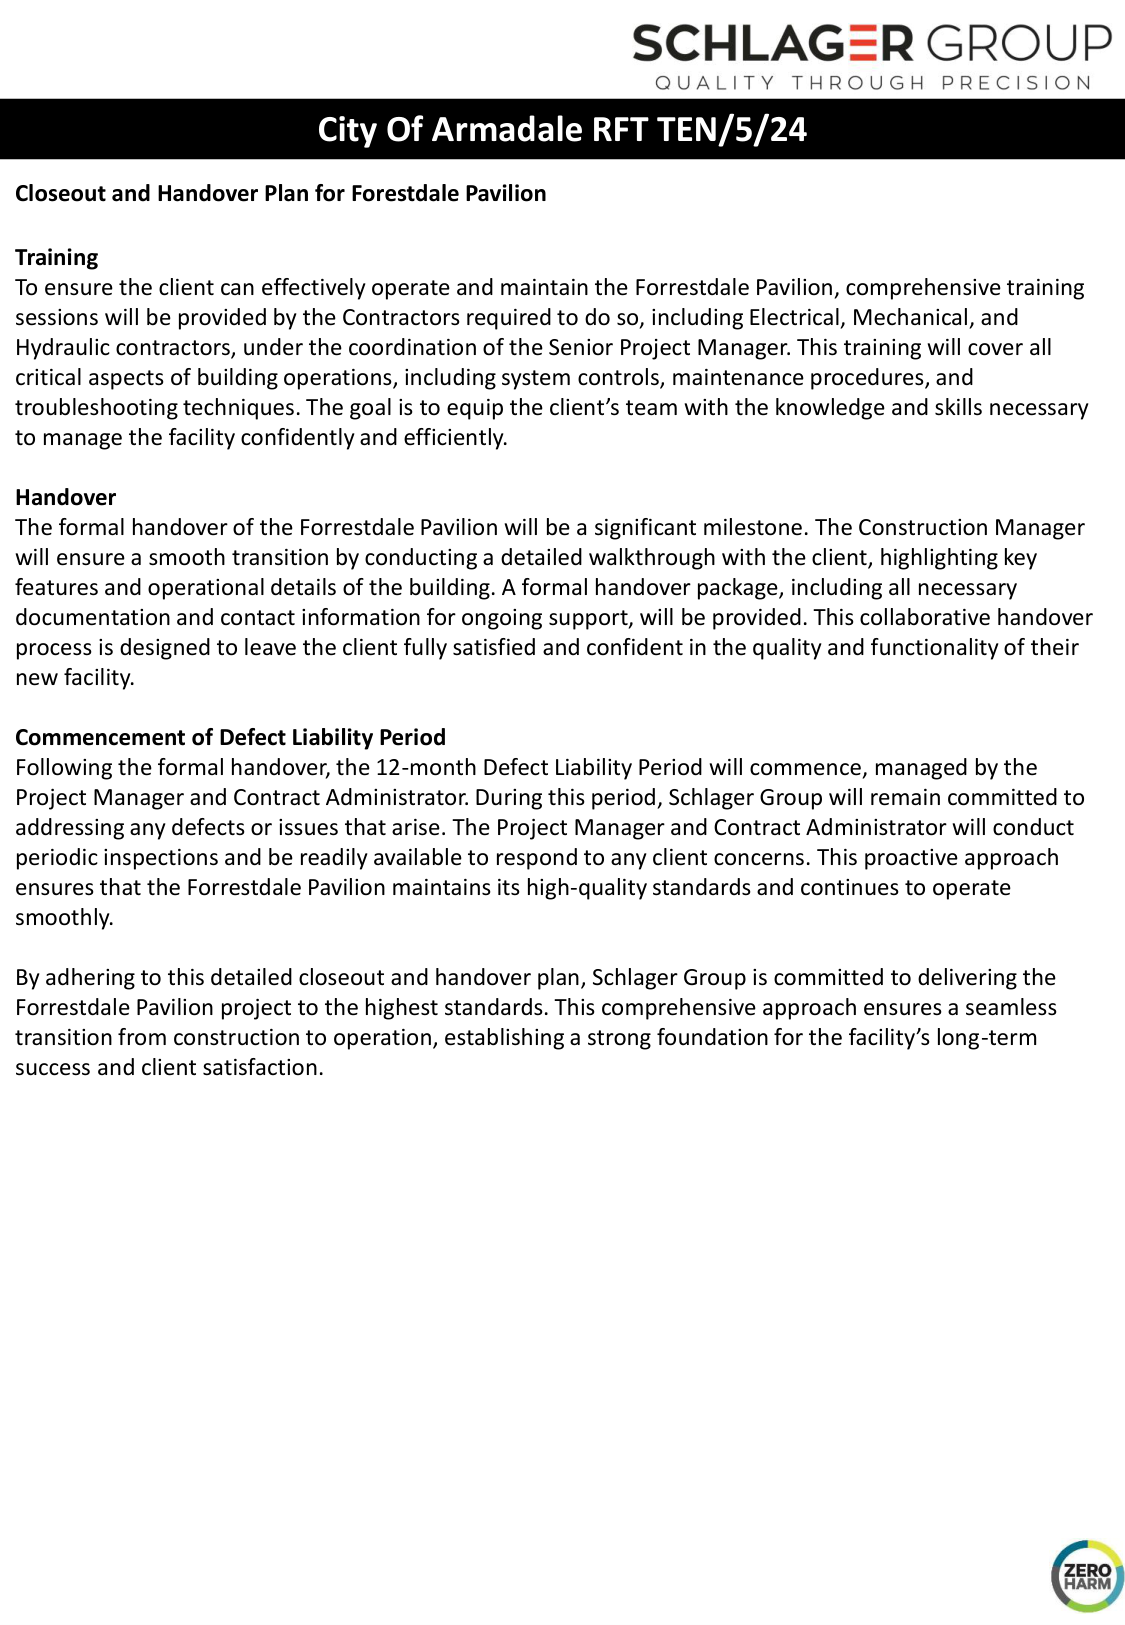 SCHLAGER GROUP
QUALITY THROUGH PRECISION
City Of Armadale RFT TEN/5/24
Closeout and Handover Plan for Forestdale Pavilion
Training
To ensure the client can effectively operate and maintain the Forrestdale Pavilion, comprehensive training
sessions will be provided by the Contractors required to do so, including Electrical, Mechanical, and
Hydraulic contractors, under the coordination of the Senior Project Manager. This training will cover all
critical aspects of building operations, including system controls, maintenance procedures, and
troubleshooting techniques. The goal is to equip the client’s team with the knowledge and skills necessary
to manage the facility confidently and efficiently.
Handover
The formal handover of the Forrestdale Pavilion will be a significant milestone. The Construction Manager
will ensure a smooth transition by conducting a detailed walkthrough with the client, highlighting key
features and operational details of the building. A formal handover package, including all necessary
documentation and contact information for ongoing support, will be provided. This collaborative handover
process is designed to leave the client fully satisfied and confident in the quality and functionality of their
new facility.
Commencement of Defect Liability Period
Following the formal handover, the 12-month Defect Liability Period will commence, managed by the
Project Manager and Contract Administrator. During this period, Schlager Group will remain committed to
addressing any defects or issues that arise. The Project Manager and Contract Administrator will conduct
periodic inspections and be readily available to respond to any client concerns. This proactive approach
ensures that the Forrestdale Pavilion maintains its high-quality standards and continues to operate
smoothly.
By adhering to this detailed closeout and handover plan, Schlager Group is committed to delivering the
Forrestdale Pavilion project to the highest standards. This comprehensive approach ensures a seamless
transition from construction to operation, establishing a strong foundation for the facility’s long-term
success and client satisfaction.
ZERO
HARM